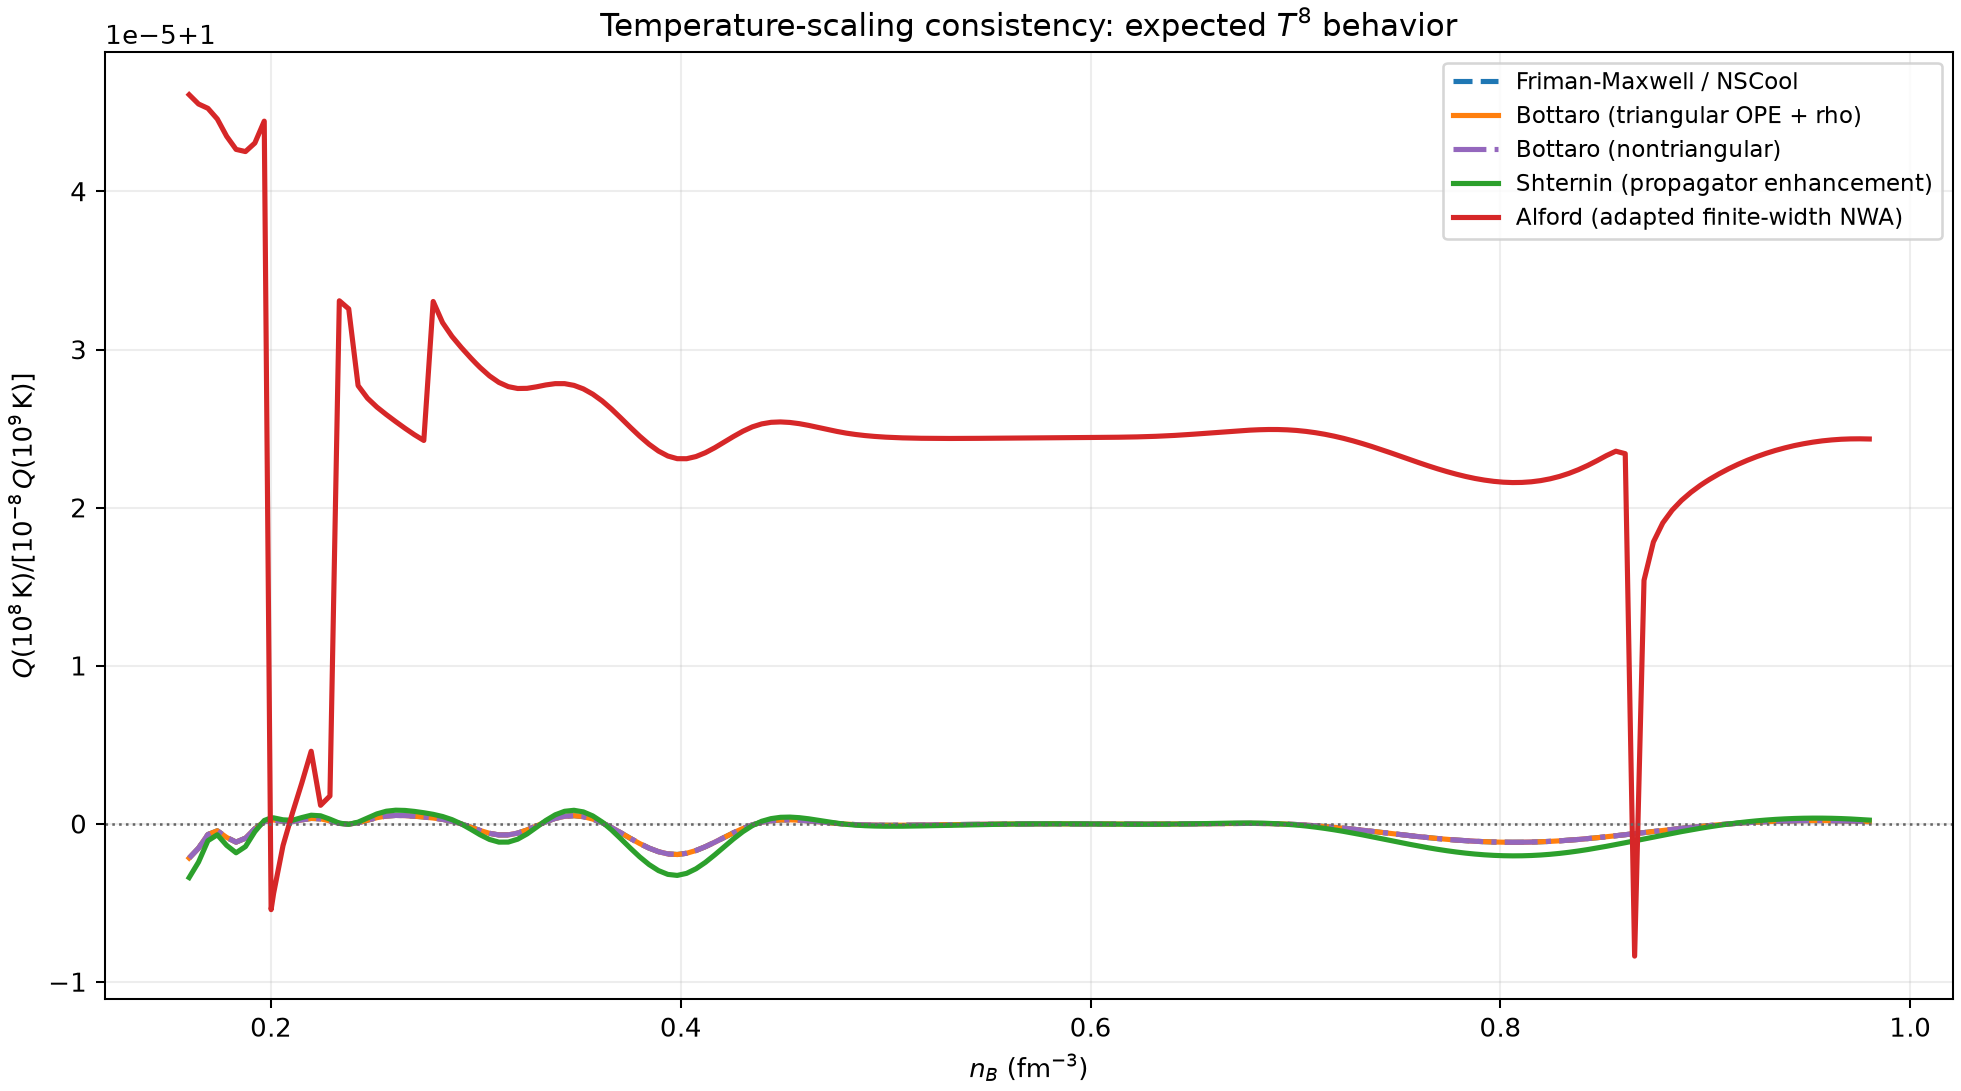 Temperature-scaling consistency: expected T⁸ behavior
1e−5+1
Friman-Maxwell / NSCool
Bottaro (triangular OPE + rho)
Bottaro (nontriangular)
Shternin (propagator enhancement)
Alford (adapted finite-width NWA)
Q(10⁸ K)/[10⁻⁸ Q(10⁹ K)]
4
3
2
1
0
−1
0.2 0.4 0.6 0.8 1.0
n_B (fm⁻³)